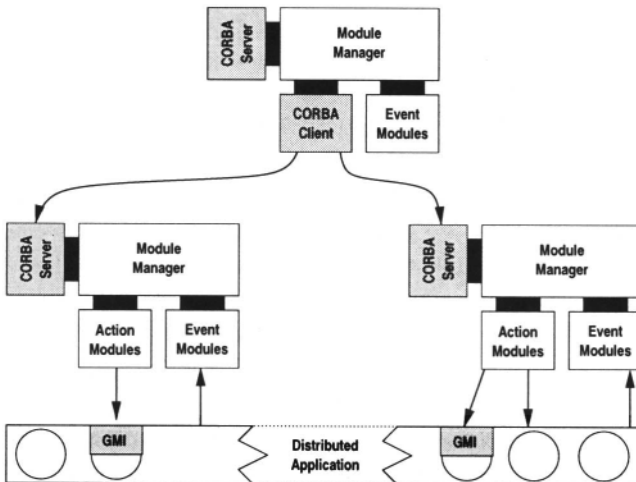 CORBA
Server
Module
Manager
CORBA
Client
Event
Modules
CORBA
Server
Module
Manager
Action
Modules
Event
Modules
CORBA
Server
Module
Manager
Action
Modules
Event
Modules
GMI
Distributed
Application
GMI